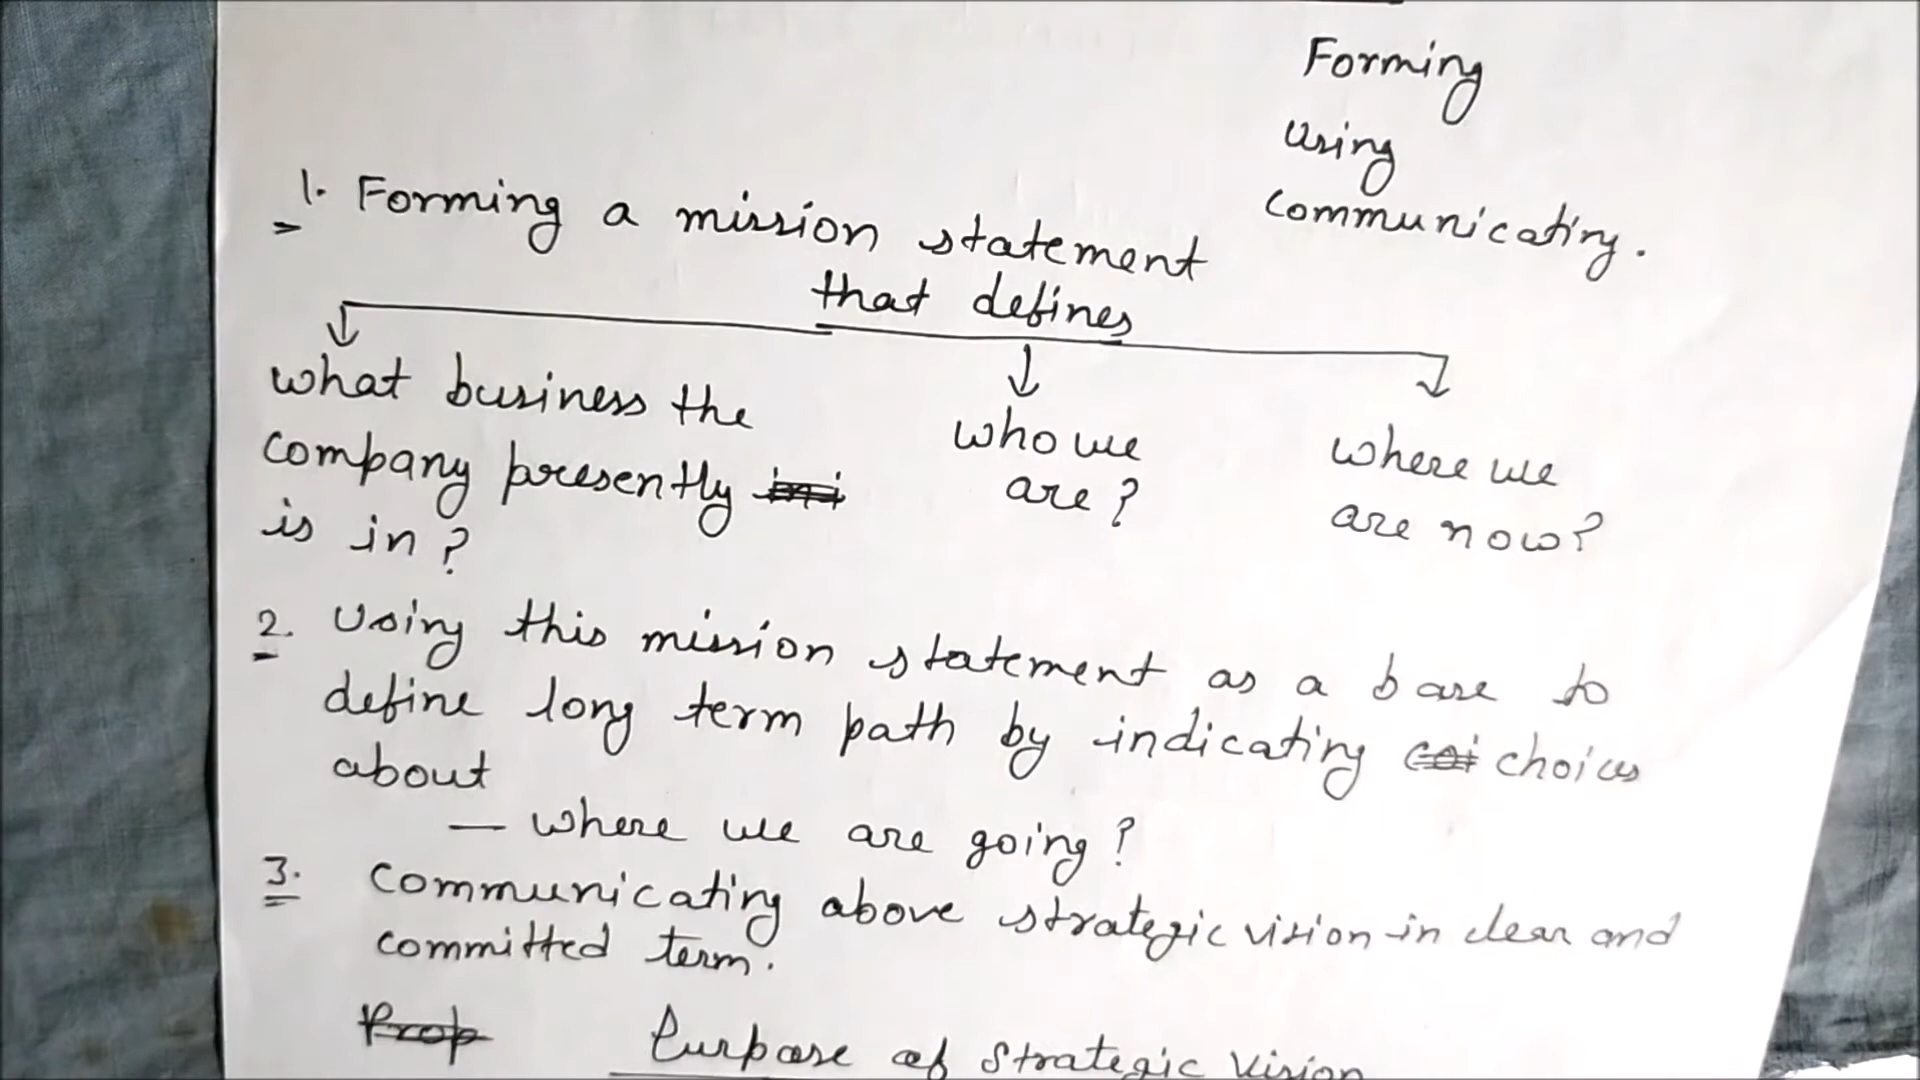 Forming
Using
Communicating.
1. Forming a mission statement
that defines
what business the
company presently
is in?
who we
are?
where we
are now?
2. Using this mission statement as a base to
define long term path by indicating choices
about
— where we are going?
3. Communicating above strategic vision in clear and
committed term.
Prop
Purpose of Strategic Vision